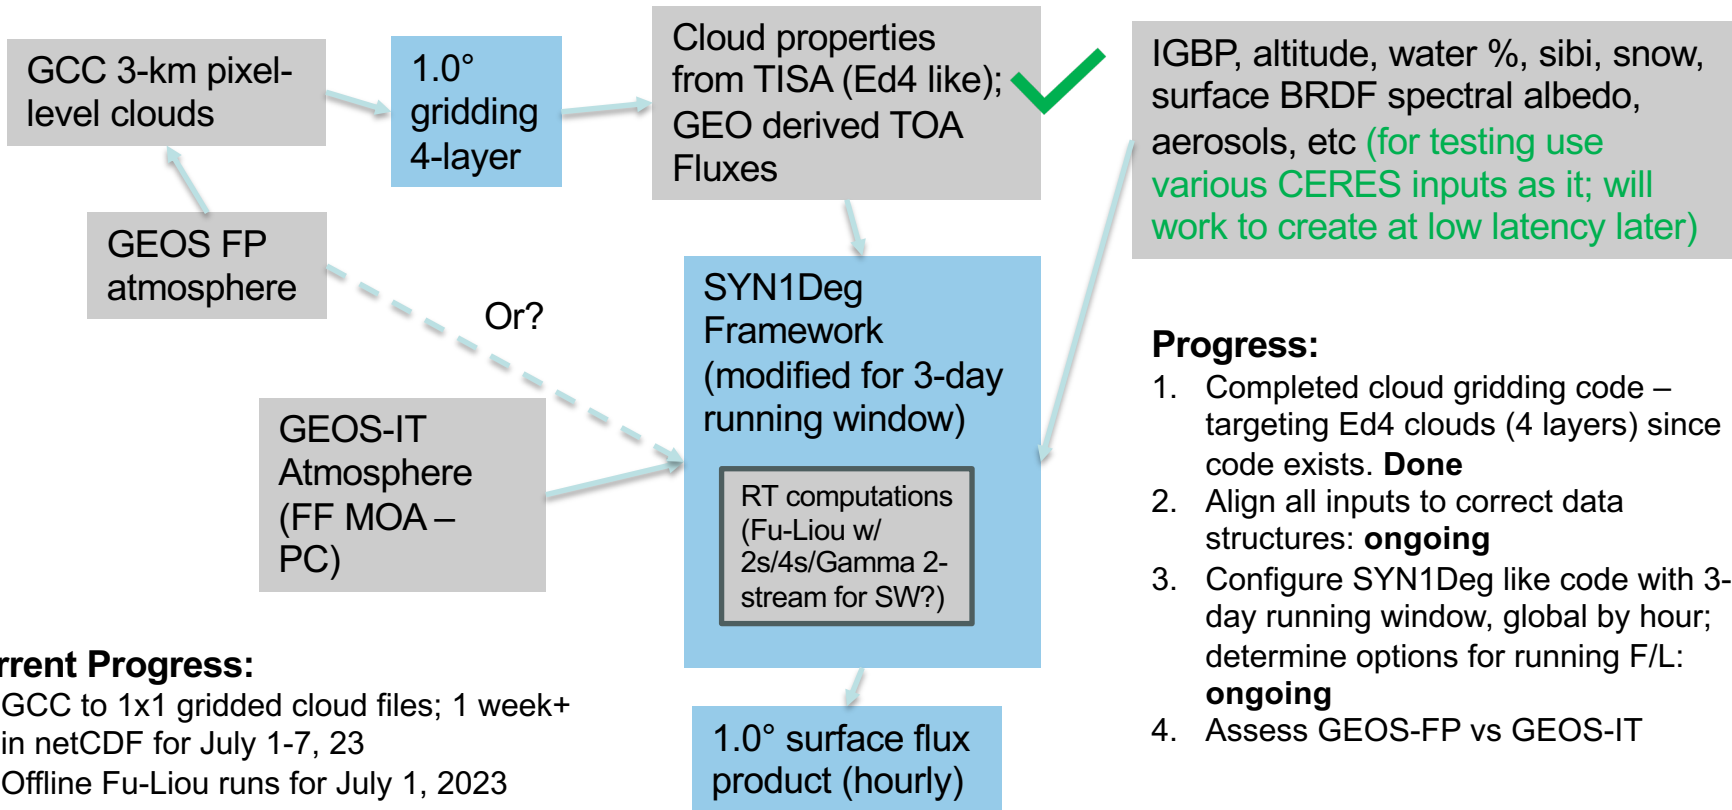 GCC 3-km pixel-
level clouds
1.0°
gridding
4-layer
Cloud properties
from TISA (Ed4 like);
GEO derived TOA
Fluxes
IGBP, altitude, water %, sibi, snow,
surface BRDF spectral albedo,
aerosols, etc (for testing use
various CERES inputs as it; will
work to create at low latency later)
GEOS FP
atmosphere
Or?
GEOS-IT
Atmosphere
(FF MOA –
PC)
SYN1Deg
Framework
(modified for 3-day
running window)
RT computations
(Fu-Liou w/
2s/4s/Gamma 2-
stream for SW?)
1.0° surface flux
product (hourly)
Progress:
1. Completed cloud gridding code –
targeting Ed4 clouds (4 layers) since
code exists. Done
2. Align all inputs to correct data
structures: ongoing
3. Configure SYN1Deg like code with 3-
day running window, global by hour;
determine options for running F/L:
ongoing
4. Assess GEOS-FP vs GEOS-IT
rrent Progress:
GCC to 1x1 gridded cloud files; 1 week+
in netCDF for July 1-7, 23
Offline Fu-Liou runs for July 1, 2023